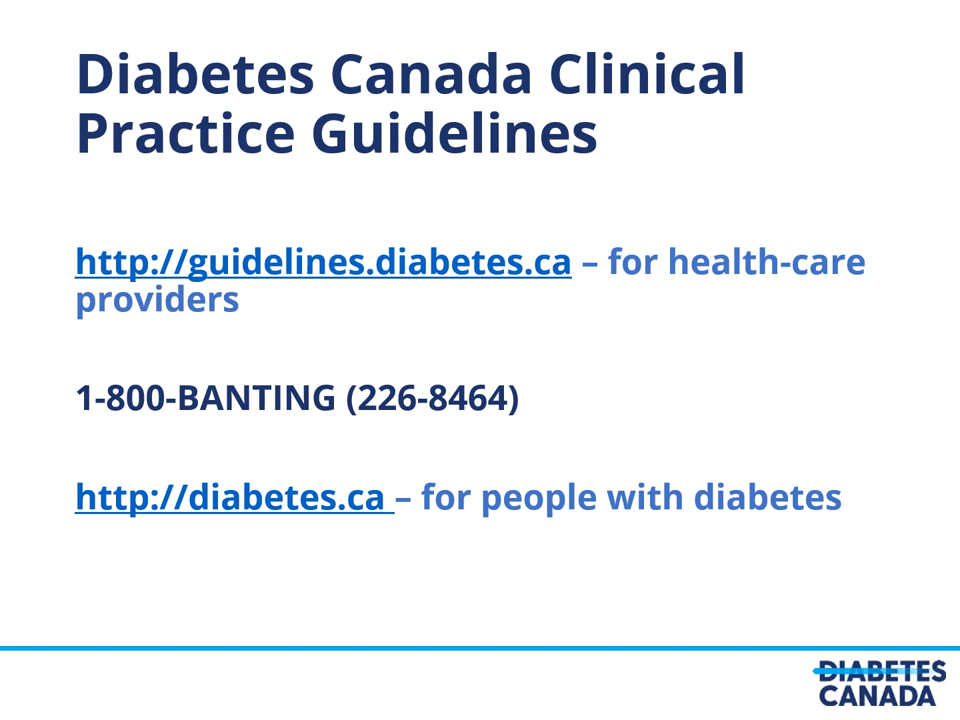 Diabetes Canada Clinical
Practice Guidelines
http://guidelines.diabetes.ca – for health-care
providers
1-800-BANTING (226-8464)
http://diabetes.ca – for people with diabetes
DIABETES
CANADA